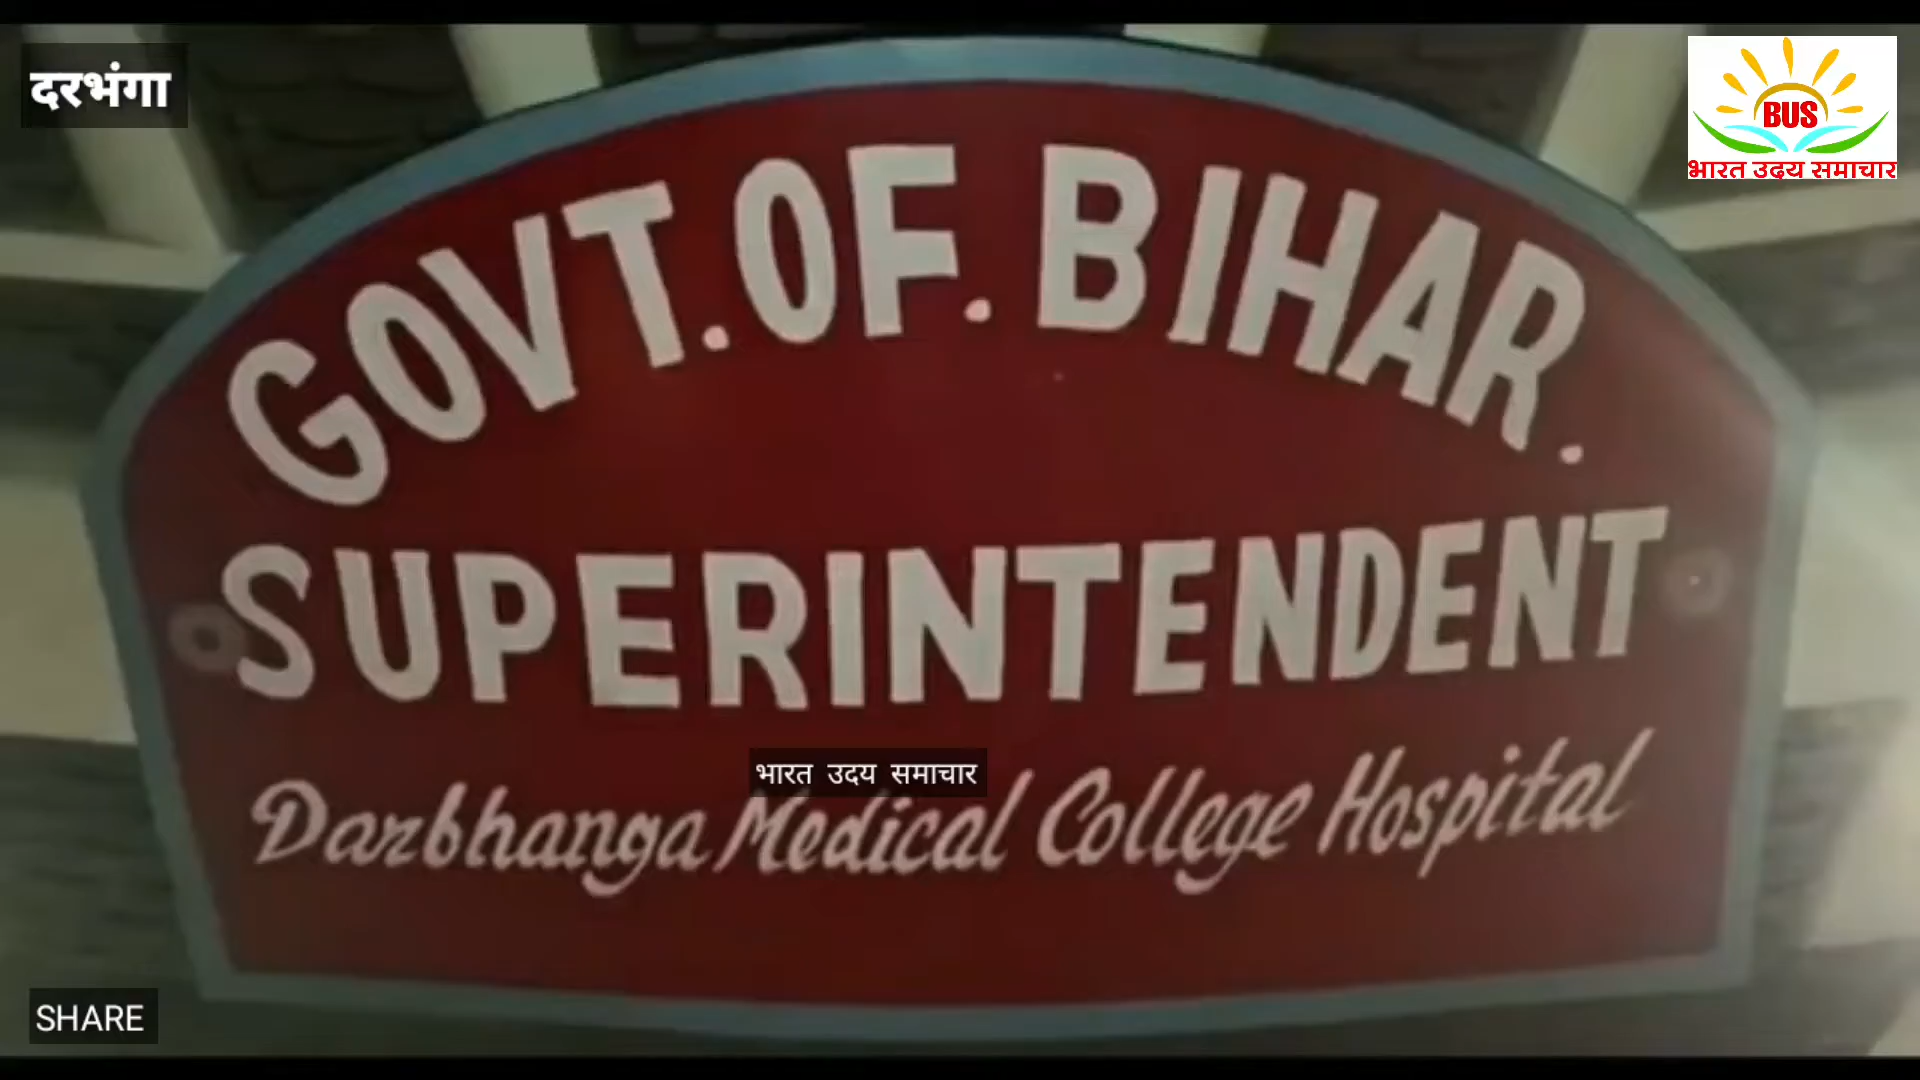 दरभंगा
BUS
भारत उदय समाचार
GOVT. OF. BIHAR.
SUPERINTENDENT
भारत उदय समाचार
Darbhanga Medical College Hospital
SHARE